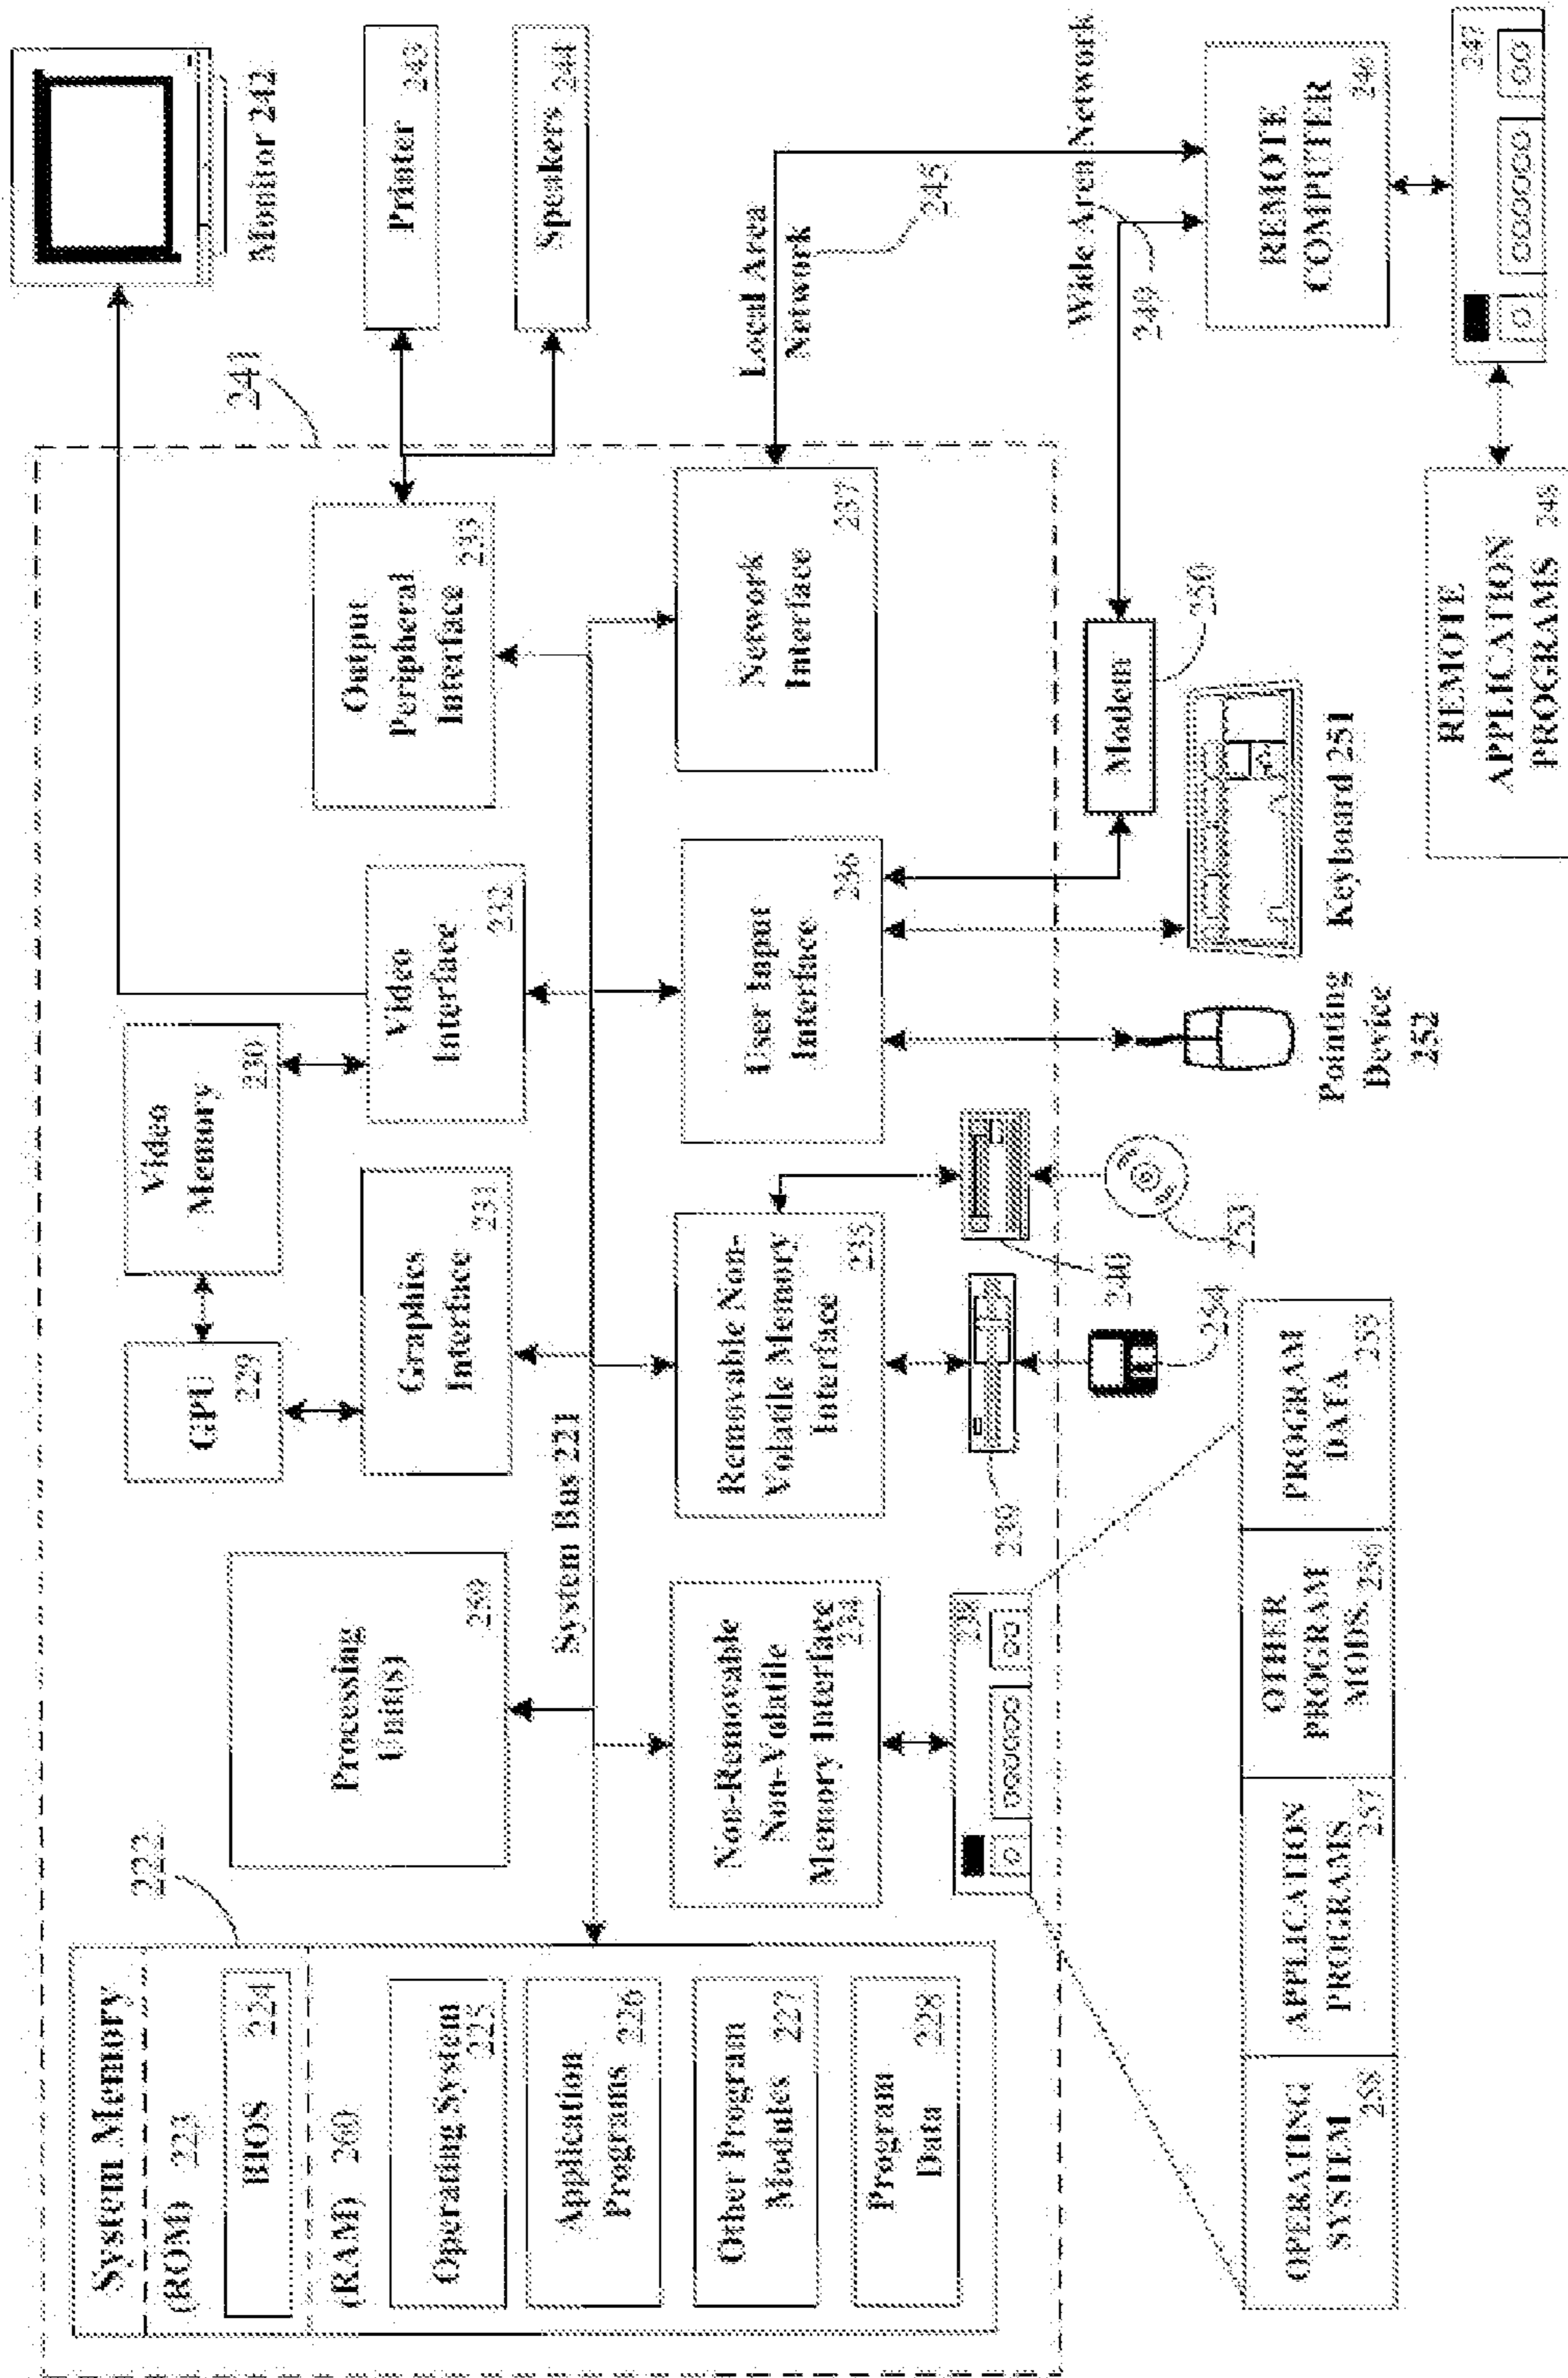 System Memory
(ROM) 223
BIOS 224
(RAM) 260
Operating System
225
Application
Programs 226
Other Program
Modules 227
Program
Data 228
222
Processing
Unit(s)
259
System Bus 221
GPU
229
Video
Memory
230
Graphics
Interface
231
Video
Interface
232
Output
Peripheral
Interface
233
241
Monitor 242
Printer
243
Speakers
244
Non-Removable
Non-Volatile
Memory Interface
234
Removable Non-
Volatile Memory
Interface
235
User Input
Interface
236
Network
Interface
237
Local Area
Network
245
238
239
240
254
253
Pointing
Device
252
Keyboard 251
Modem
250
Wide Area Network
249
REMOTE
COMPUTER
246
247
REMOTE
APPLICATION
PROGRAMS
248
OPERATING
SYSTEM
258
APPLICATION
PROGRAMS
257
OTHER
PROGRAM
MODS.
256
PROGRAM
DATA
255